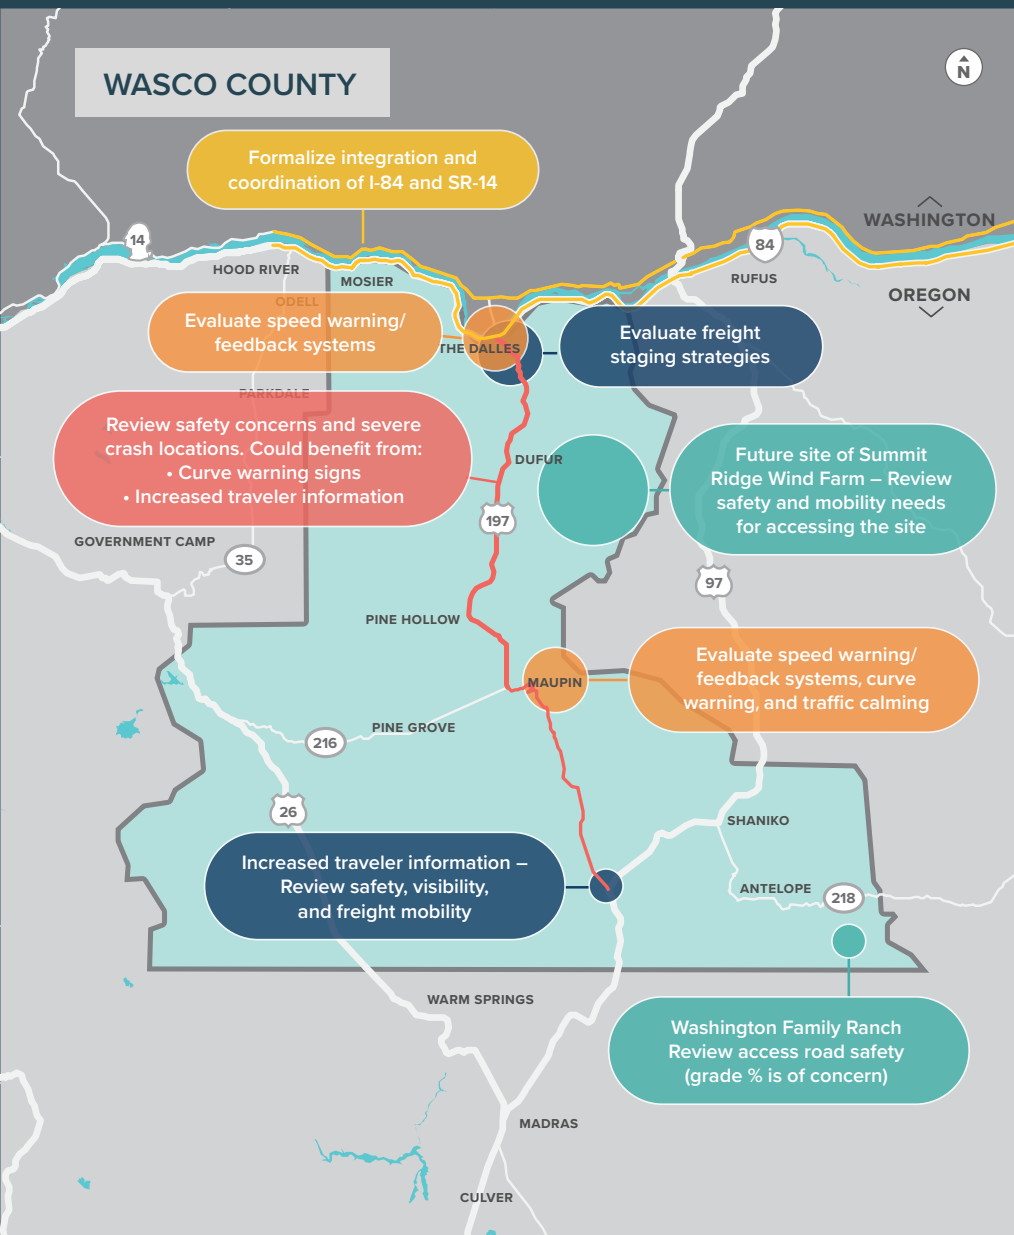 WASCO COUNTY
N
Formalize integration and
coordination of I-84 and SR-14
WASHINGTON
14
84
HOOD RIVER
MOSIER
RUFUS
OREGON
ODELL
Evaluate speed warning/
feedback systems
THE DALLES
Evaluate freight
staging strategies
PARKDALE
Review safety concerns and severe
crash locations. Could benefit from:
• Curve warning signs
• Increased traveler information
DUFUR
Future site of Summit
Ridge Wind Farm – Review
safety and mobility needs
for accessing the site
197
GOVERNMENT CAMP
35
97
PINE HOLLOW
Evaluate speed warning/
feedback systems, curve
warning, and traffic calming
MAUPIN
PINE GROVE
216
26
SHANIKO
Increased traveler information –
Review safety, visibility,
and freight mobility
ANTELOPE
218
WARM SPRINGS
Washington Family Ranch
Review access road safety
(grade % is of concern)
MADRAS
CULVER